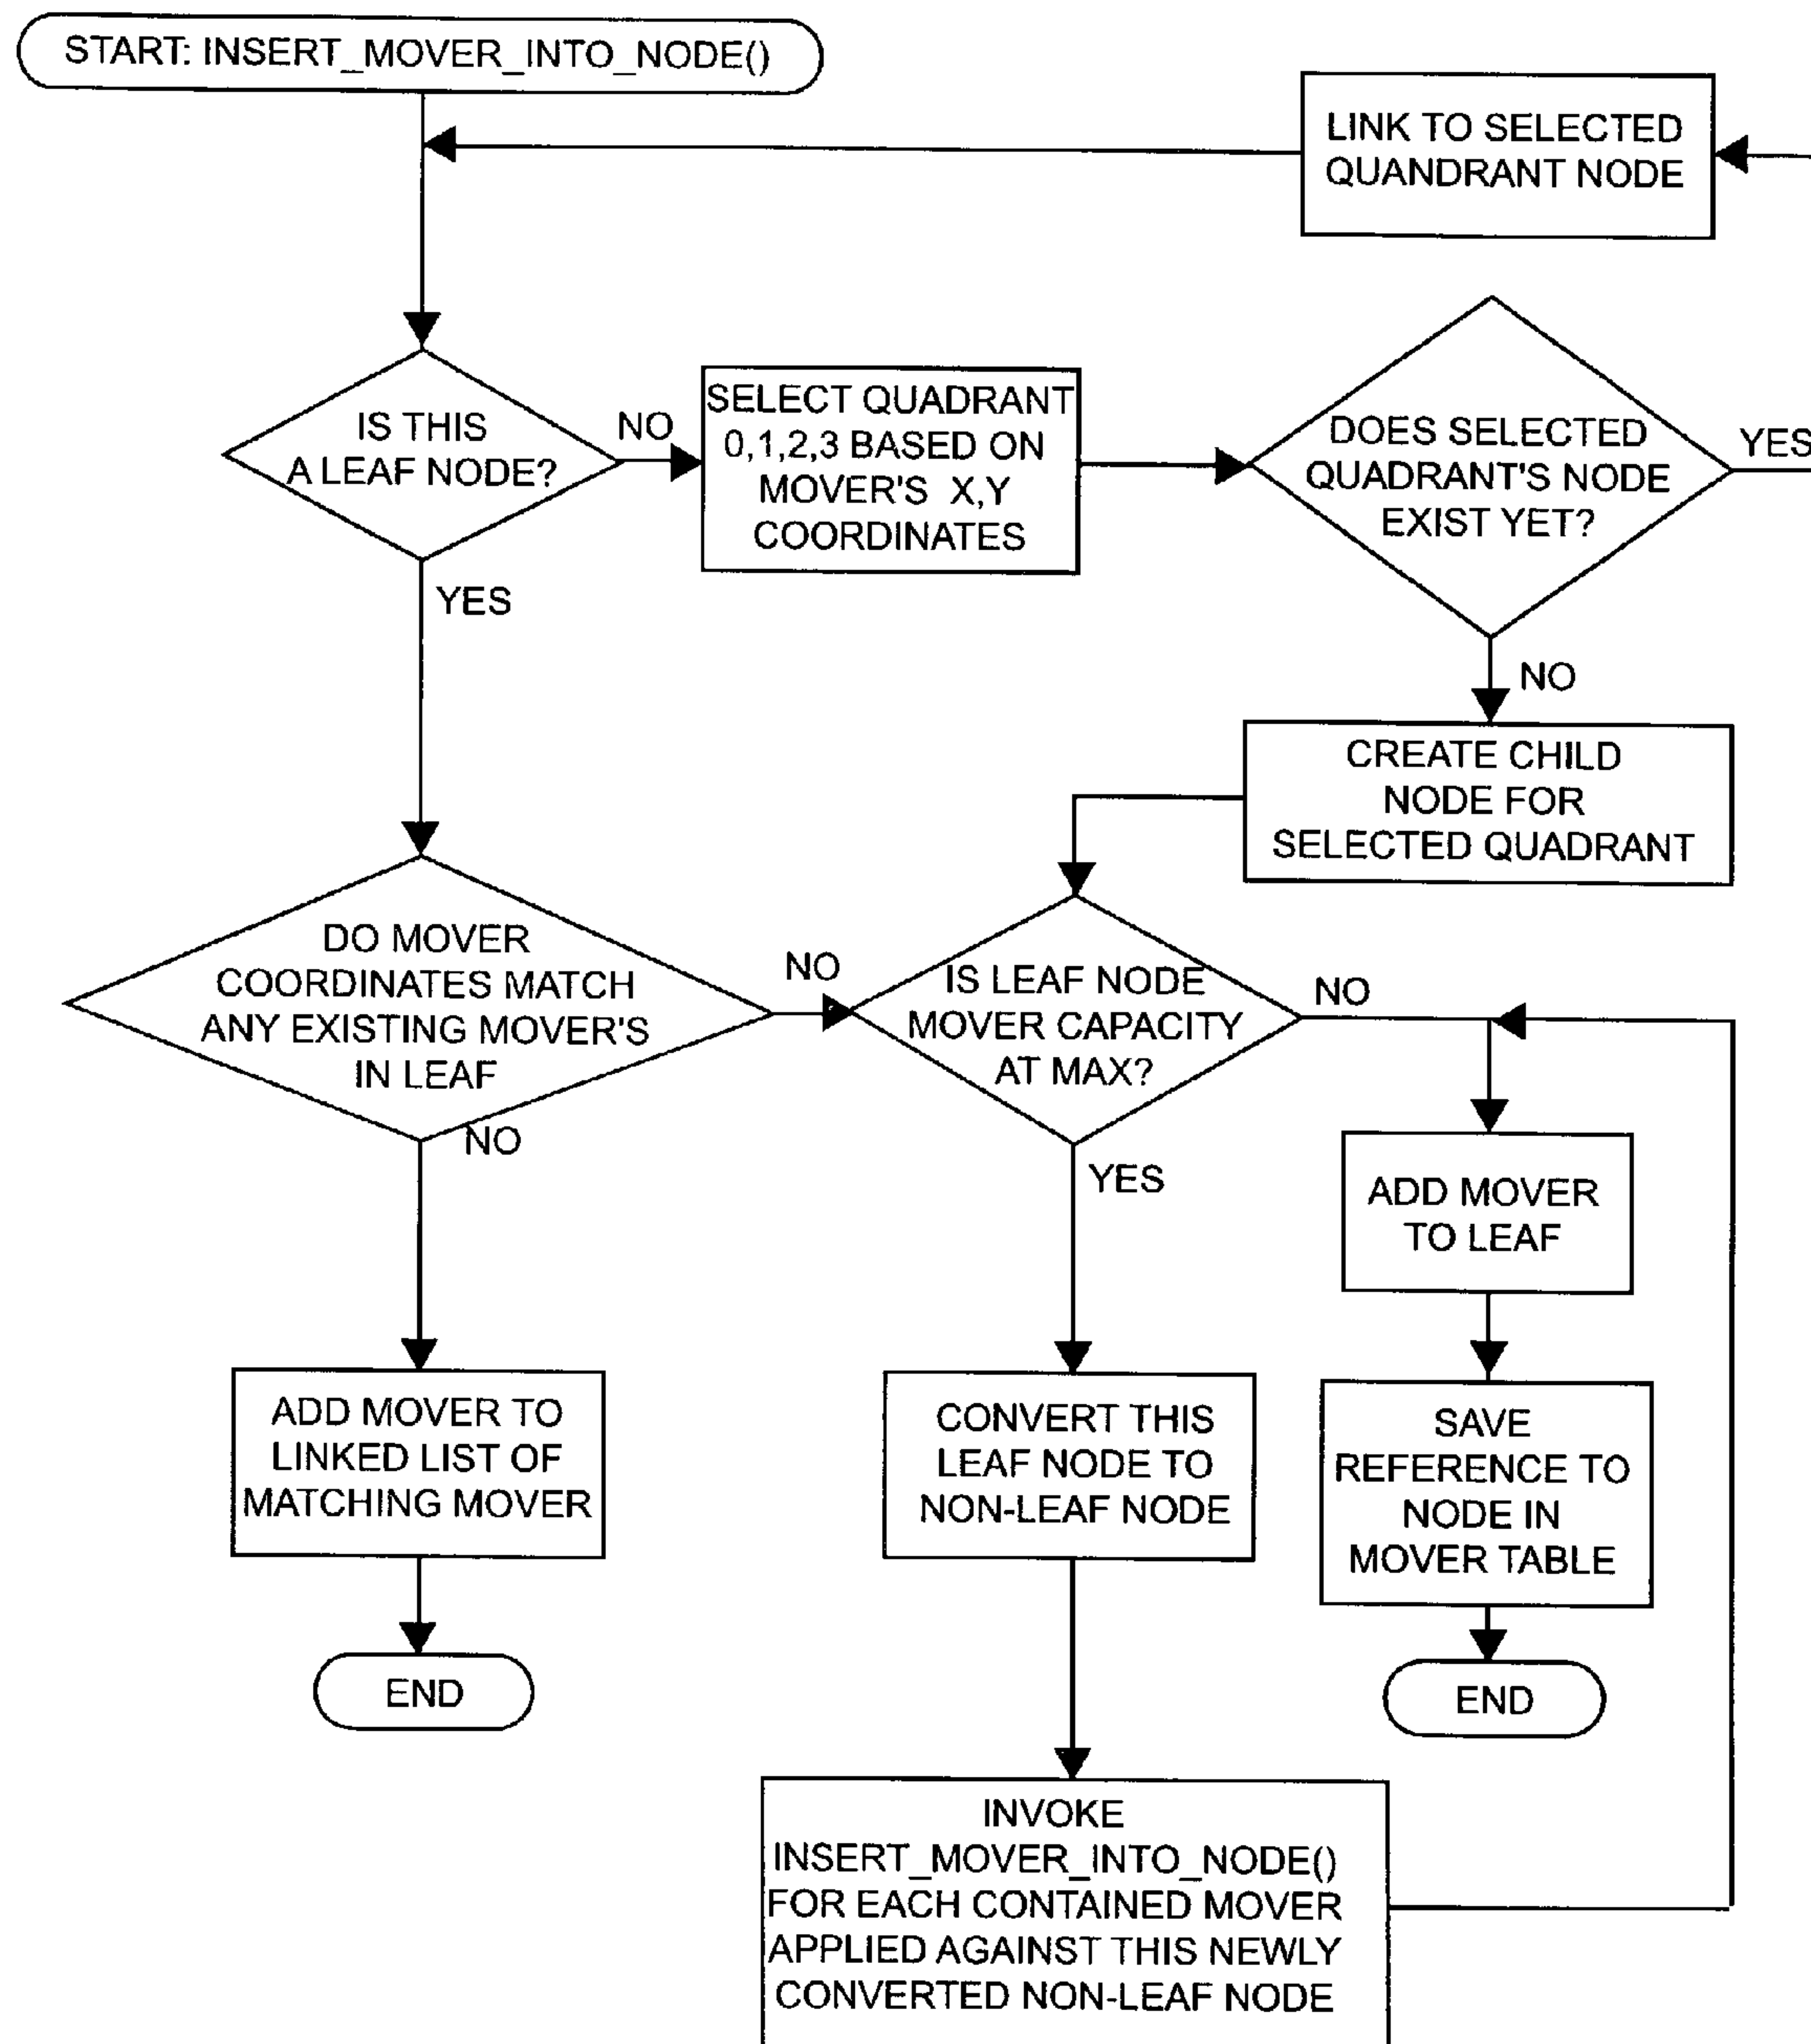 START: INSERT_MOVER_INTO_NODE()
LINK TO SELECTED
QUANDRANT NODE
IS THIS
A LEAF NODE?
NO
SELECT QUADRANT
0,1,2,3 BASED ON
MOVER'S X,Y
COORDINATES
DOES SELECTED
QUADRANT'S NODE
EXIST YET?
YES
YES
NO
CREATE CHILD
NODE FOR
SELECTED QUADRANT
DO MOVER
COORDINATES MATCH
ANY EXISTING MOVER'S
IN LEAF
NO
IS LEAF NODE
MOVER CAPACITY
AT MAX?
NO
NO
YES
ADD MOVER
TO LEAF
ADD MOVER TO
LINKED LIST OF
MATCHING MOVER
CONVERT THIS
LEAF NODE TO
NON-LEAF NODE
SAVE
REFERENCE TO
NODE IN
MOVER TABLE
END
END
INVOKE
INSERT_MOVER_INTO_NODE()
FOR EACH CONTAINED MOVER
APPLIED AGAINST THIS NEWLY
CONVERTED NON-LEAF NODE